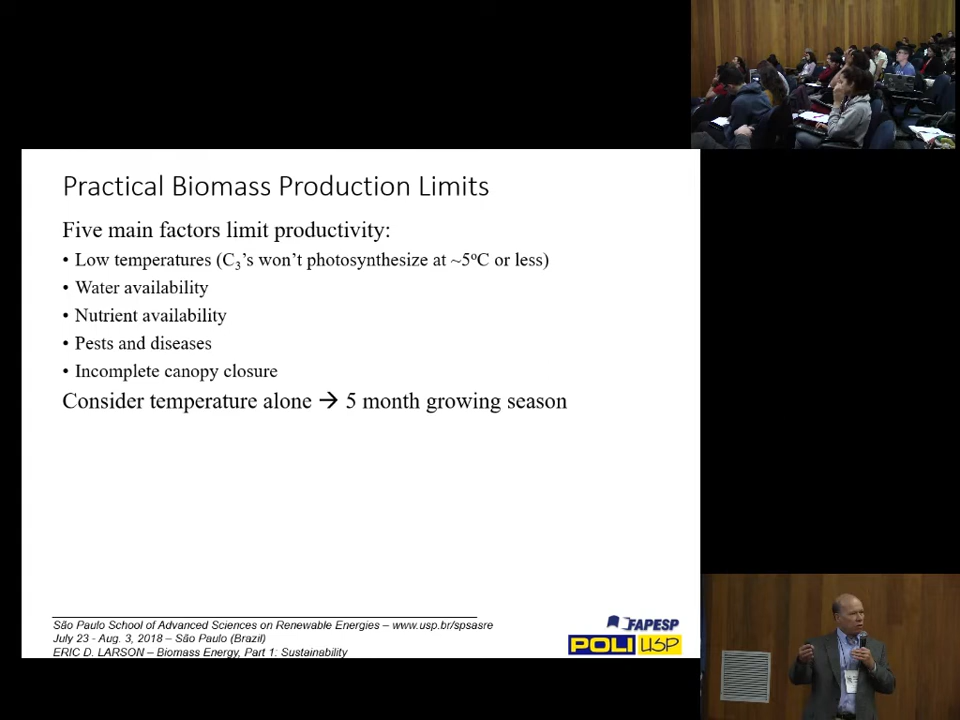 Practical Biomass Production Limits
Five main factors limit productivity:
• Low temperatures (C₃'s won't photosynthesize at ~5ºC or less)
• Water availability
• Nutrient availability
• Pests and diseases
• Incomplete canopy closure
Consider temperature alone → 5 month growing season
São Paulo School of Advanced Sciences on Renewable Energies – www.usp.br/spsasre
July 23 - Aug. 3, 2018 – São Paulo (Brazil)
ERIC D. LARSON – Biomass Energy, Part 1: Sustainability
FAPESP
POLI USP